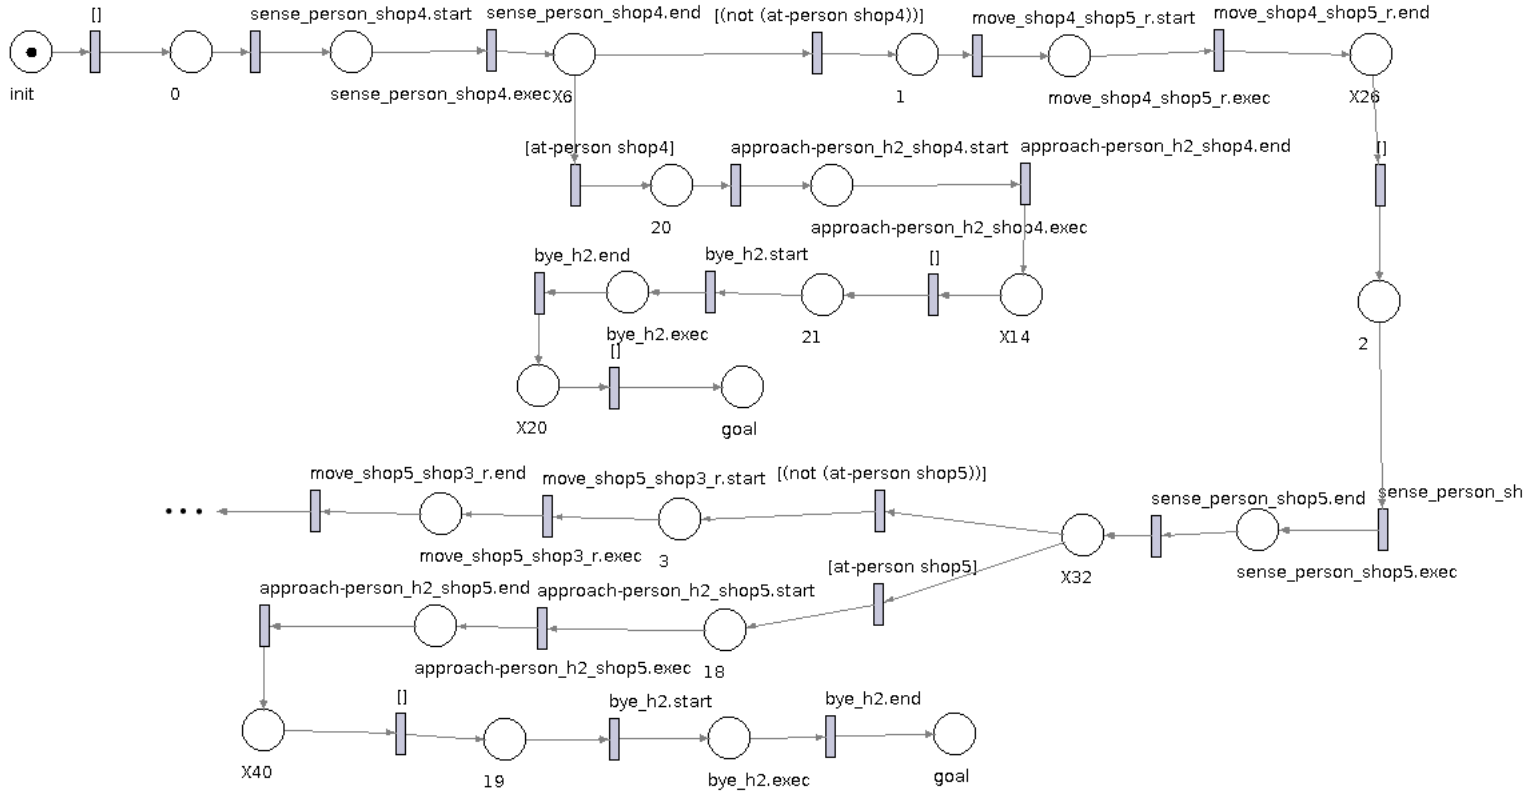 []
sense_person_shop4.start
sense_person_shop4.end
[(not (at-person shop4))]
move_shop4_shop5_r.start
move_shop4_shop5_r.end
init
0
sense_person_shop4.exec
X6
1
move_shop4_shop5_r.exec
X26
[at-person shop4]
approach-person_h2_shop4.start
approach-person_h2_shop4.end
[]
20
approach-person_h2_shop4.exec
bye_h2.end
bye_h2.start
[]
bye_h2.exec
21
X14
2
[]
X20
goal
move_shop5_shop3_r.end
move_shop5_shop3_r.start
[(not (at-person shop5))]
sense_person_shop5.end
sense_person_sh
...
move_shop5_shop3_r.exec
3
[at-person shop5]
X32
sense_person_shop5.exec
approach-person_h2_shop5.end
approach-person_h2_shop5.start
approach-person_h2_shop5.exec
18
[]
bye_h2.start
bye_h2.end
X40
19
bye_h2.exec
goal